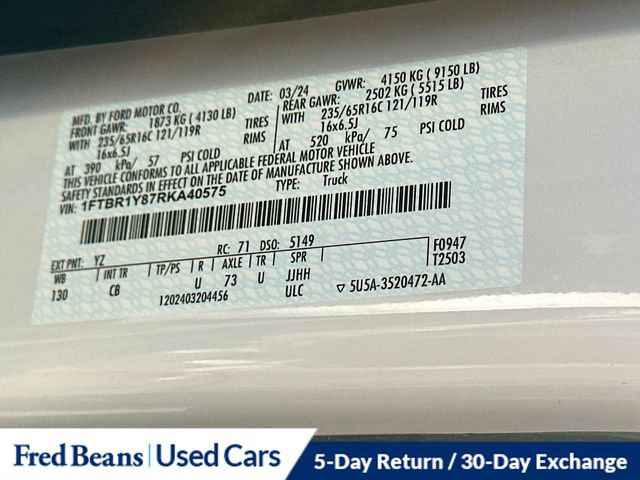 MFD. BY FORD MOTOR CO.
DATE: 03/24 GVWR: 4150 KG ( 9150 LB)
FRONT GAWR: 1873 KG ( 4130 LB)
REAR GAWR: 2502 KG ( 5515 LB)
WITH 235/65R16C 121/119R TIRES
WITH 235/65R16C 121/119R TIRES
16x6.5J RIMS
16x6.5J RIMS
AT 390 kPa/ 57 PSI COLD
AT 520 kPa/ 75 PSI COLD
THIS VEHICLE CONFORMS TO ALL APPLICABLE FEDERAL MOTOR VEHICLE
SAFETY STANDARDS IN EFFECT ON THE DATE OF MANUFACTURE SHOWN ABOVE.
VIN: 1FTBR1Y87RKA40575
TYPE: Truck
EXT PNT: YZ RC: 71 DSO: 5149
F0947
WB INT TR TP/PS R AXLE TR SPR
T2503
130 CB U 73 U JJHH
1202403204456 ULC
5U5A-3520472-AA
Fred Beans Used Cars
5-Day Return / 30-Day Exchange